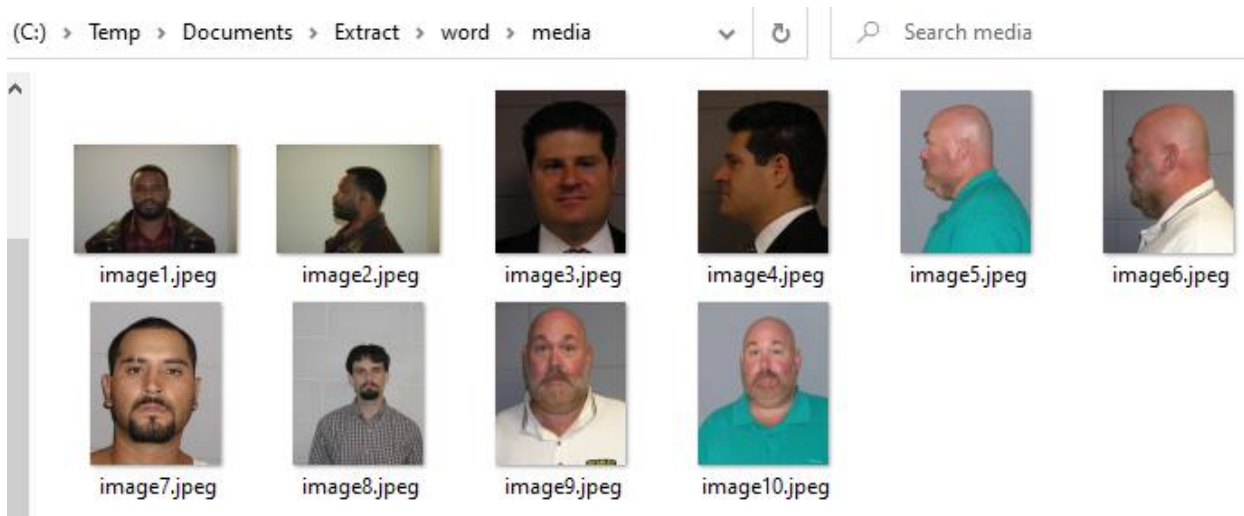 (C:) > Temp > Documents > Extract > word > media
Search media
image1.jpeg
image2.jpeg
image3.jpeg
image4.jpeg
image5.jpeg
image6.jpeg
image7.jpeg
image8.jpeg
image9.jpeg
image10.jpeg